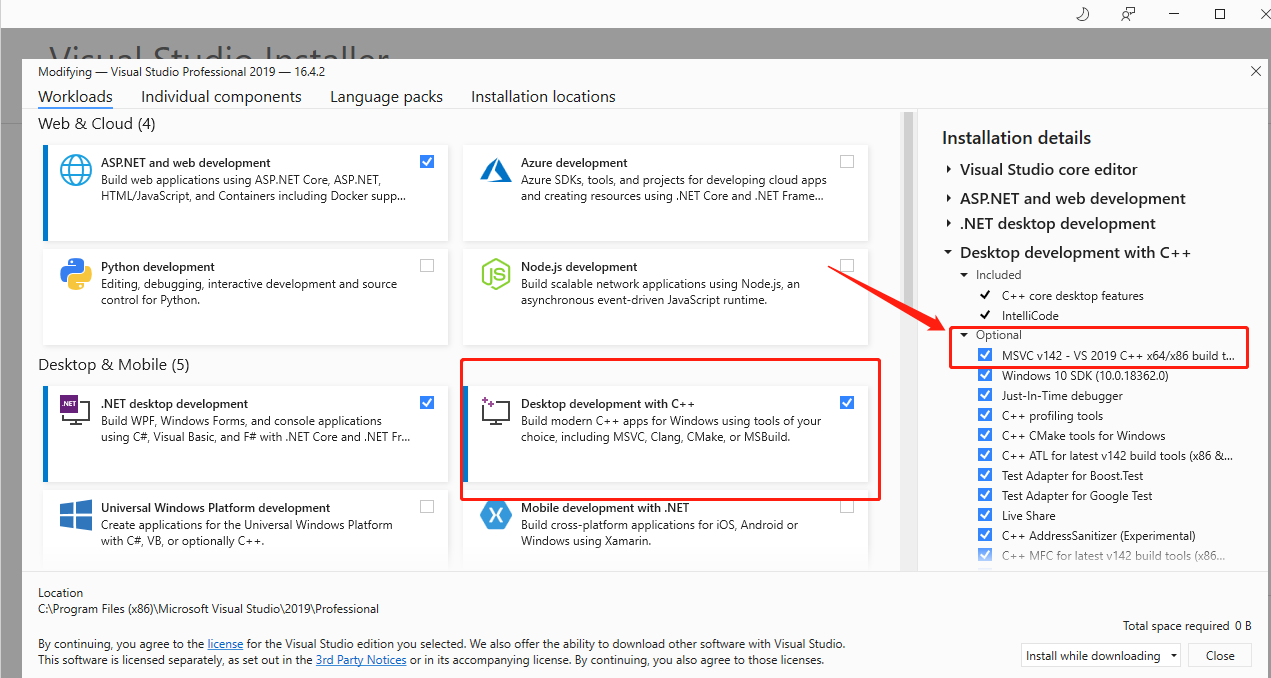 Visual Studio Installer
Modifying — Visual Studio Professional 2019 — 16.4.2
Workloads
Individual components
Language packs
Installation locations
Web & Cloud (4)
ASP.NET and web development
Build web applications using ASP.NET Core, ASP.NET,
HTML/JavaScript, and Containers including Docker supp...
Azure development
Azure SDKs, tools, and projects for developing cloud apps
and creating resources using .NET Core and .NET Frame...
Python development
Editing, debugging, interactive development and source
control for Python.
Node.js development
Build scalable network applications using Node.js, an
asynchronous event-driven JavaScript runtime.
Desktop & Mobile (5)
.NET
.NET desktop development
Build WPF, Windows Forms, and console applications
using C#, Visual Basic, and F# with .NET Core and .NET Fr...
Desktop development with C++
Build modern C++ apps for Windows using tools of your
choice, including MSVC, Clang, CMake, or MSBuild.
Universal Windows Platform development
Create applications for the Universal Windows Platform
with C#, VB, or optionally C++.
Mobile development with .NET
Build cross-platform applications for iOS, Android or
Windows using Xamarin.
Installation details
Visual Studio core editor
ASP.NET and web development
.NET desktop development
Desktop development with C++
Included
C++ core desktop features
IntelliCode
Optional
MSVC v142 - VS 2019 C++ x64/x86 build t...
Windows 10 SDK (10.0.18362.0)
Just-In-Time debugger
C++ profiling tools
C++ CMake tools for Windows
C++ ATL for latest v142 build tools (x86 &...
Test Adapter for Boost.Test
Test Adapter for Google Test
Live Share
C++ AddressSanitizer (Experimental)
C++ MFC for latest v142 build tools (x86...
Location
C:\Program Files (x86)\Microsoft Visual Studio\2019\Professional
By continuing, you agree to the license for the Visual Studio edition you selected. We also offer the ability to download other software with Visual Studio.
This software is licensed separately, as set out in the 3rd Party Notices or in its accompanying license. By continuing, you also agree to those licenses.
Total space required 0 B
Install while downloading
Close